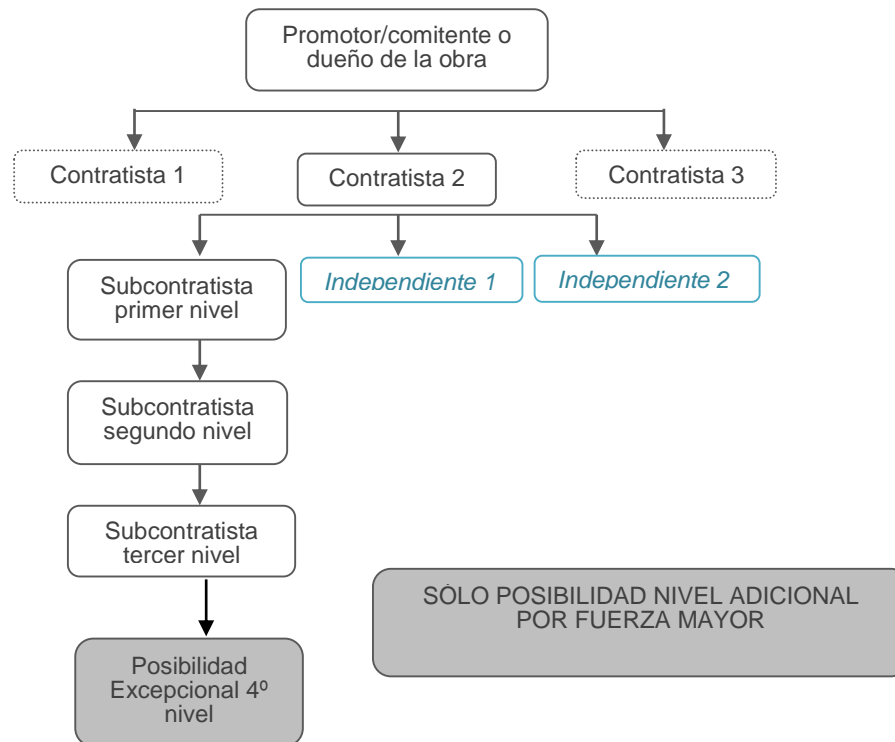 Promotor/comitente o
dueño de la obra
Contratista 1
Contratista 2
Contratista 3
Subcontratista
primer nivel
Independiente 1
Independiente 2
Subcontratista
segundo nivel
Subcontratista
tercer nivel
SÓLO POSIBILIDAD NIVEL ADICIONAL
POR FUERZA MAYOR
Posibilidad
Excepcional 4º
nivel